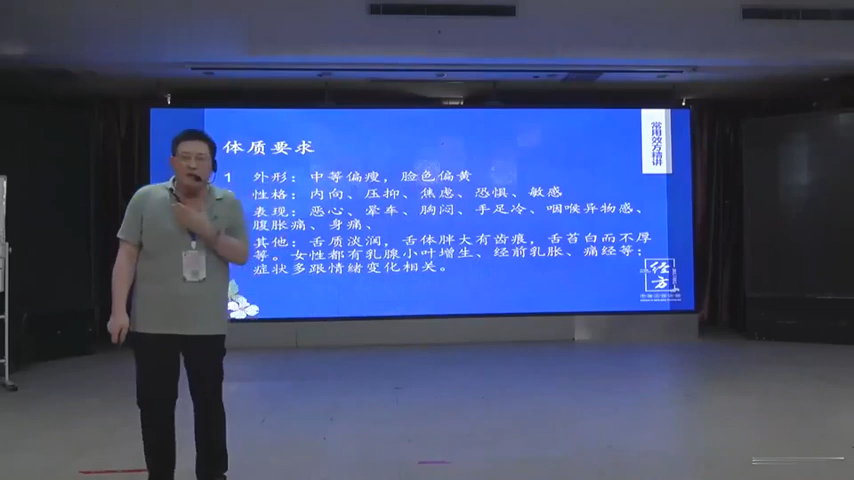 常用效方精讲
体质要求
1 外形：中等偏瘦，脸色偏黄
性格：内向、压抑、焦虑、恐惧、敏感
表现：恶心、晕车、胸闷、手足冷、咽喉异物感、
腹胀痛、身痛、
其他：舌质淡润，舌体胖大有齿痕，舌苔白而不厚
等。女性都有乳腺小叶增生、经前乳胀、痛经等；
症状多跟情绪变化相关。
经方